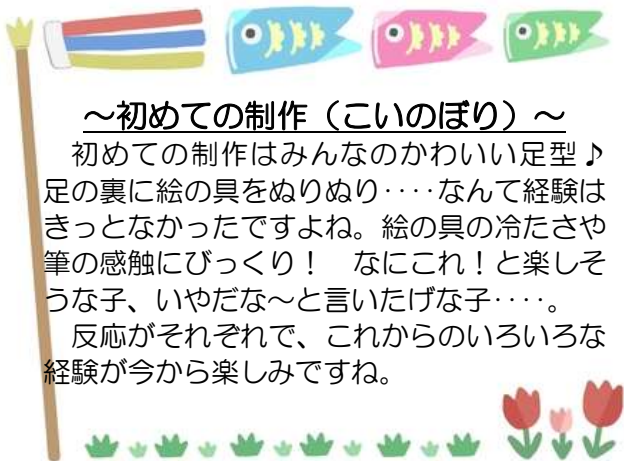 ～初めての制作（こいのぼり）～
初めての制作はみんなのかわいい足型♪
足の裏に絵の具をぬりぬり‥‥なんて経験は
きっとなかったですよね。絵の具の冷たさや
筆の感触にびっくり！　なにこれ！と楽しそ
うな子、いやだな～と言いたげな子‥‥。
反応がそれぞれで、これからのいろいろな
経験が今から楽しみですね。